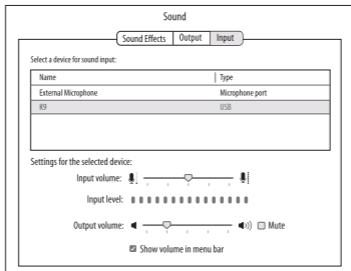 Sound
Sound Effects Output Input
Select a device for sound input:
Name Type
External Microphone Microphone port
K9 USB
Settings for the selected device:
Input volume:
Input level:
Output volume: Mute
Show volume in menu bar